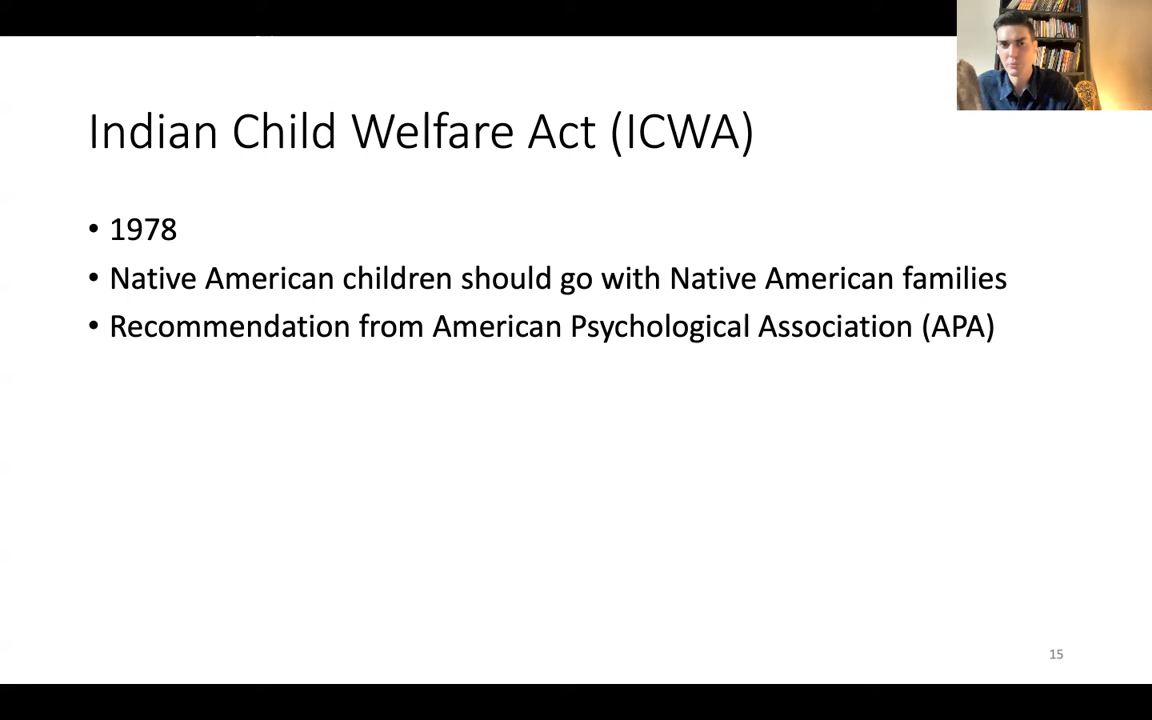 Indian Child Welfare Act (ICWA)
• 1978
• Native American children should go with Native American families
• Recommendation from American Psychological Association (APA)
15